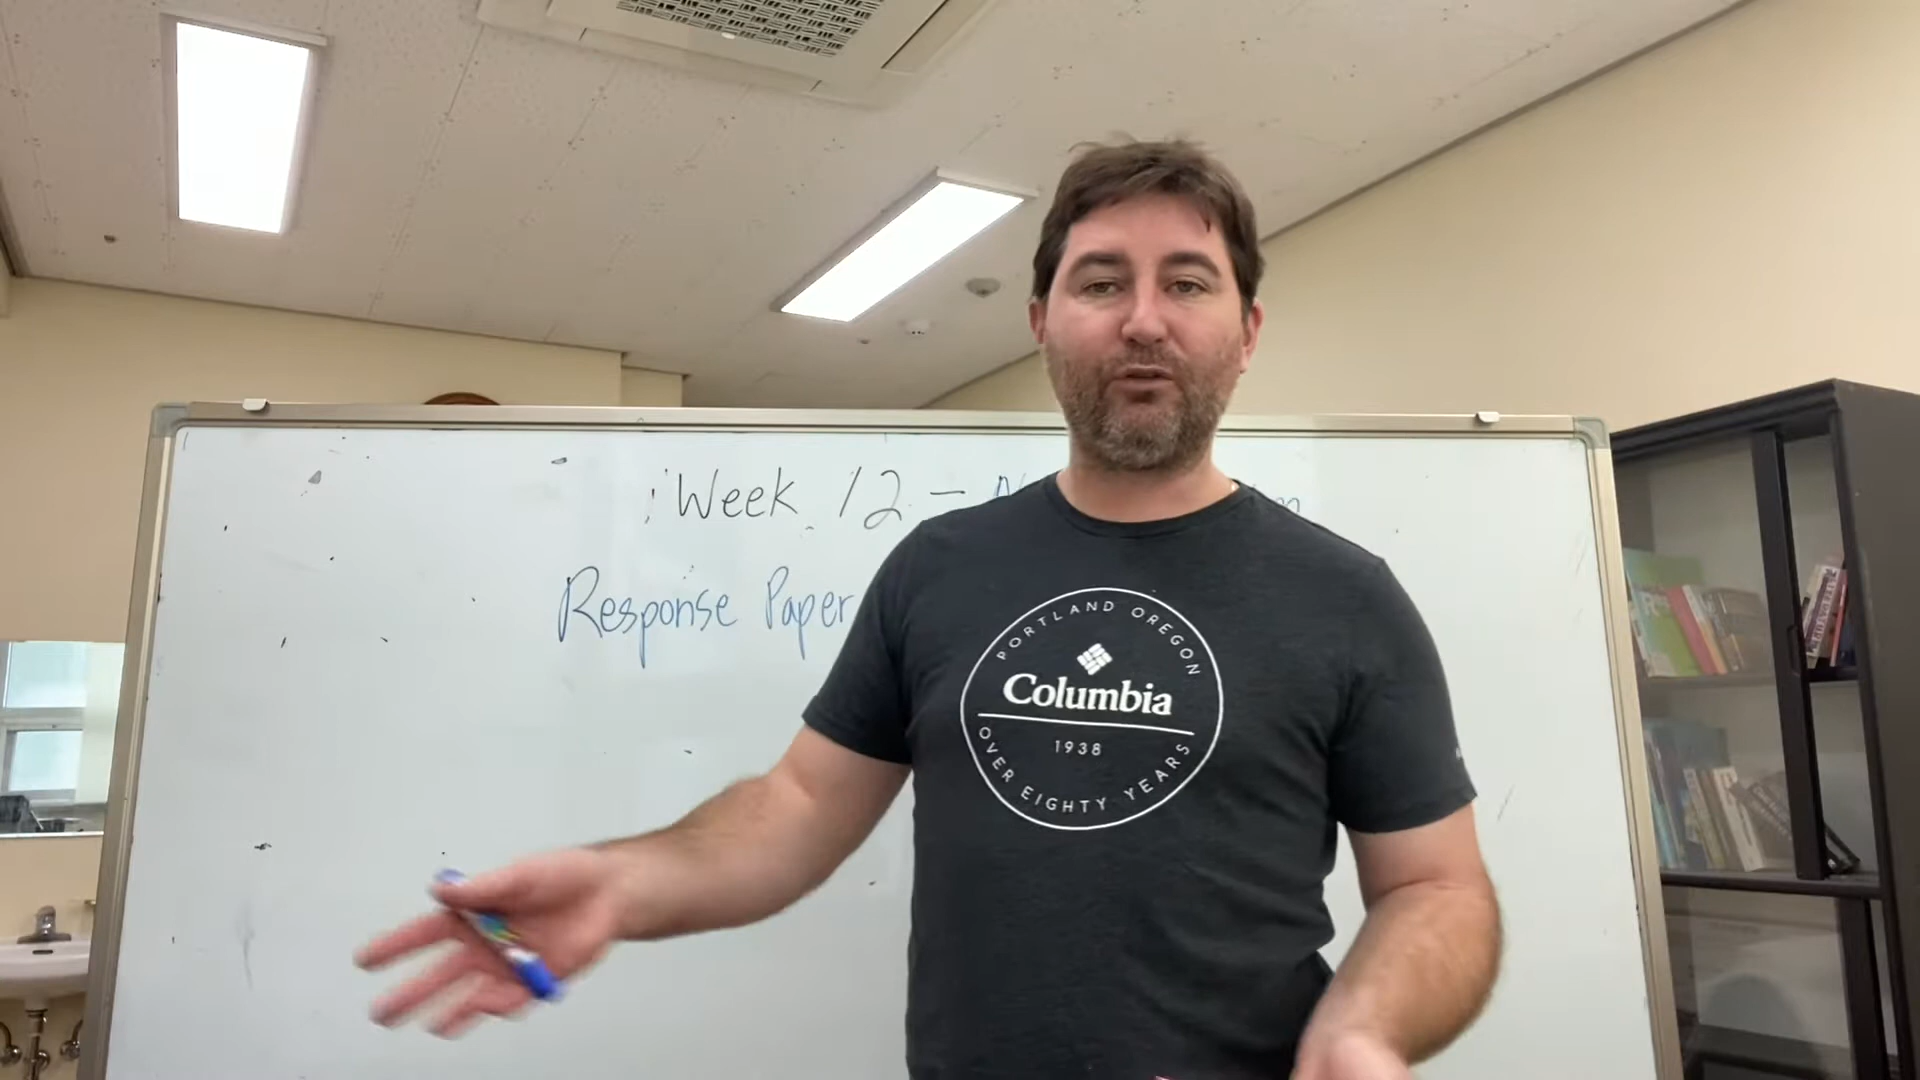 Week 12 –
Response Paper
PORTLAND OREGON
Columbia
1938
OVER EIGHTY YEARS